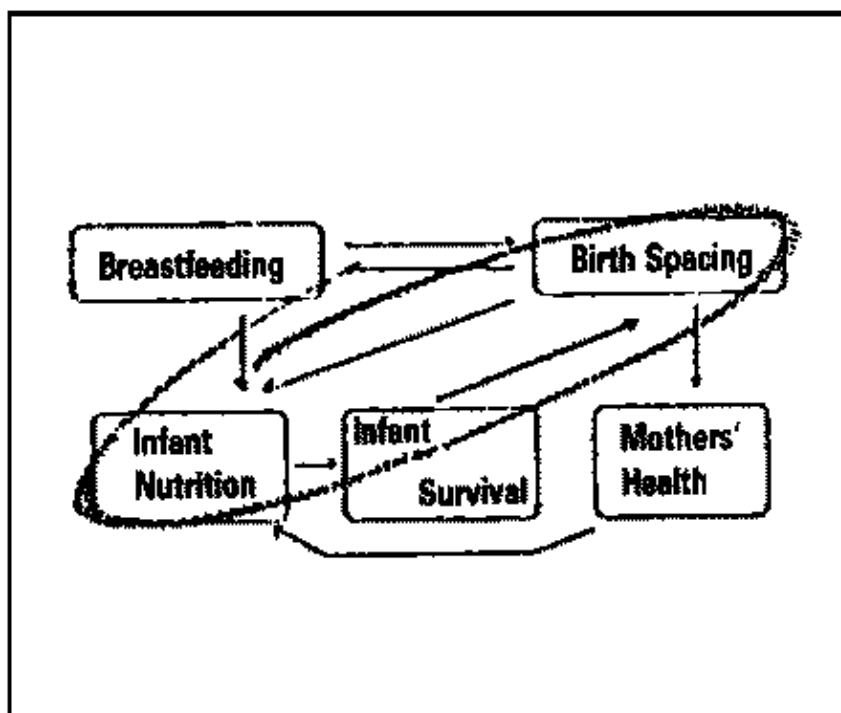 Breastfeeding
Birth Spacing
Infant
Nutrition
Infant
Survival
Mothers'
Health